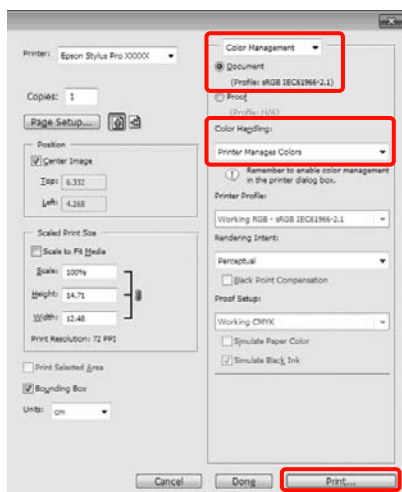 Printer: Epson Stylus Pro XXXXX
Copies: 1
Page Setup...
Position
Center Image
Top: 6.332
Left: 4.268
Scaled Print Size
Scale to Fit Media
Scale: 100%
Height: 14.71
Width: 12.48
Print Resolution: 72 PPI
Print Selected Area
Bounding Box
Units: cm
Color Management
Document
(Profile: sRGB IEC61966-2.1)
Proof
(Profile: N/A)
Color Handling:
Printer Manages Colors
Remember to enable color management
in the printer dialog box.
Printer Profile:
Working RGB - sRGB IEC61966-2.1
Rendering Intent:
Perceptual
Black Point Compensation
Proof Setup:
Working CMYK
Simulate Paper Color
Simulate Black Ink
Cancel
Done
Print...